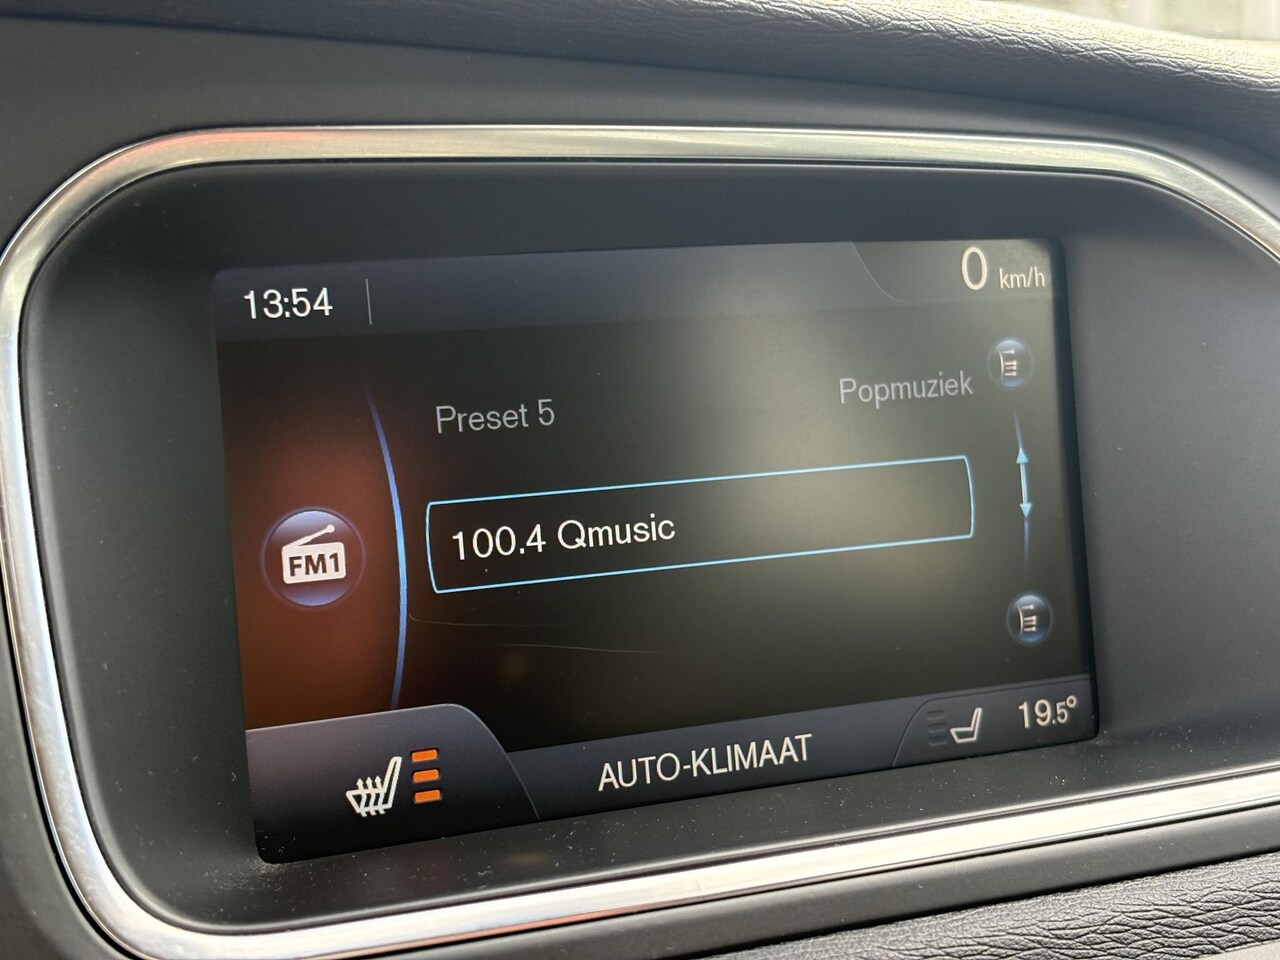 13:54
0 km/h
Preset 5
Popmuziek
100.4 Qmusic
FM1
AUTO-KLIMAAT
19.5°